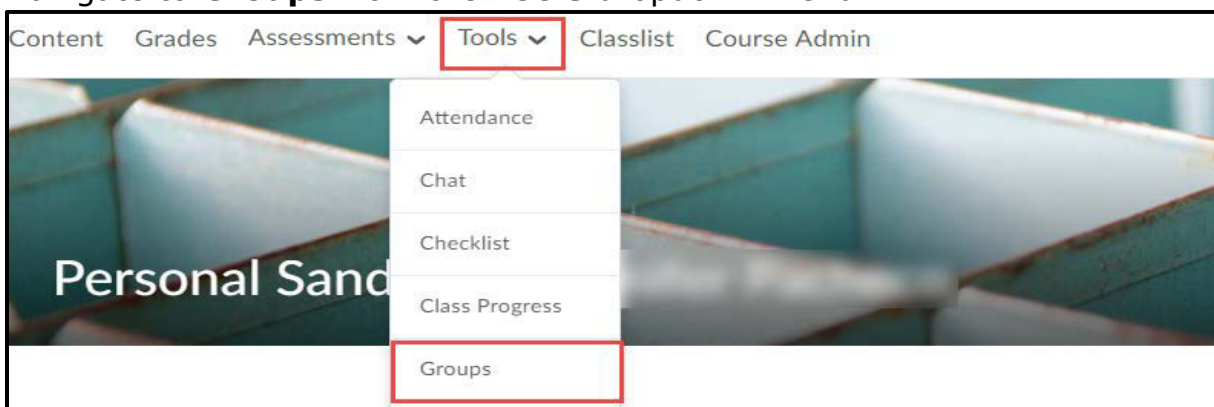 Content Grades Assessments Tools Classlist Course Admin
Attendance
Chat
Checklist
Personal Sand
Class Progress
Groups